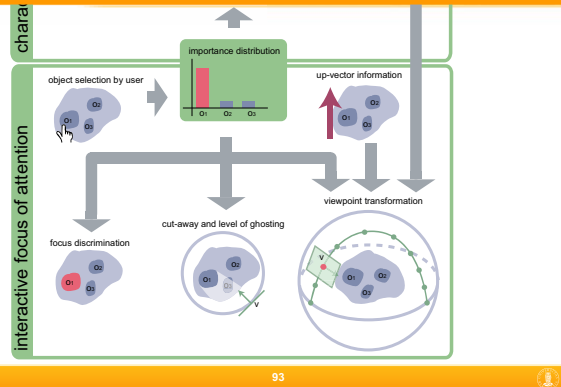 charac
importance distribution
O1 O2 O3
interactive focus of attention
object selection by user
O1 O2 O3
up-vector information
O1 O2 O3
focus discrimination
O1 O2 O3
cut-away and level of ghosting
O1 O2 O3
v
viewpoint transformation
v
O1 O2 O3
93